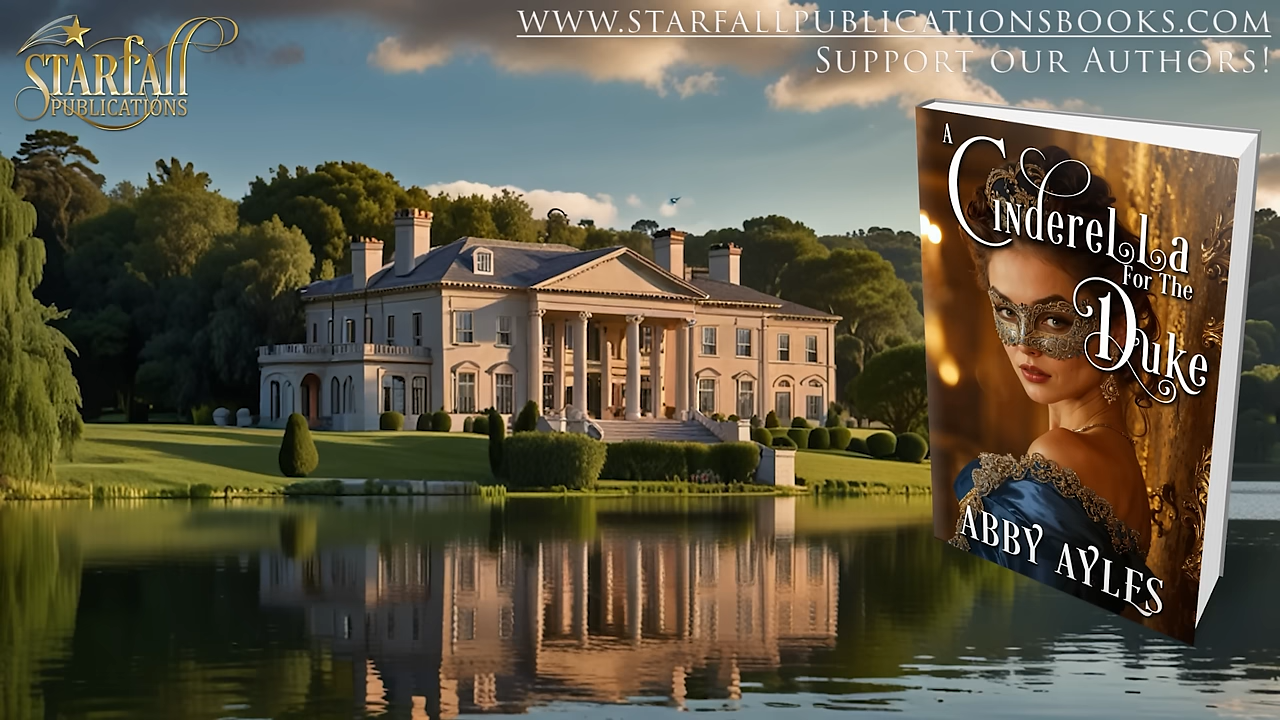 STARfall
PUBLICATIONS
WWW.STARFALLPUBLICATIONSBOOKS.COM
SUPPORT OUR AUTHORS!
A
CINDERELLA
FOR THE
DUKE
ABBY AYLES